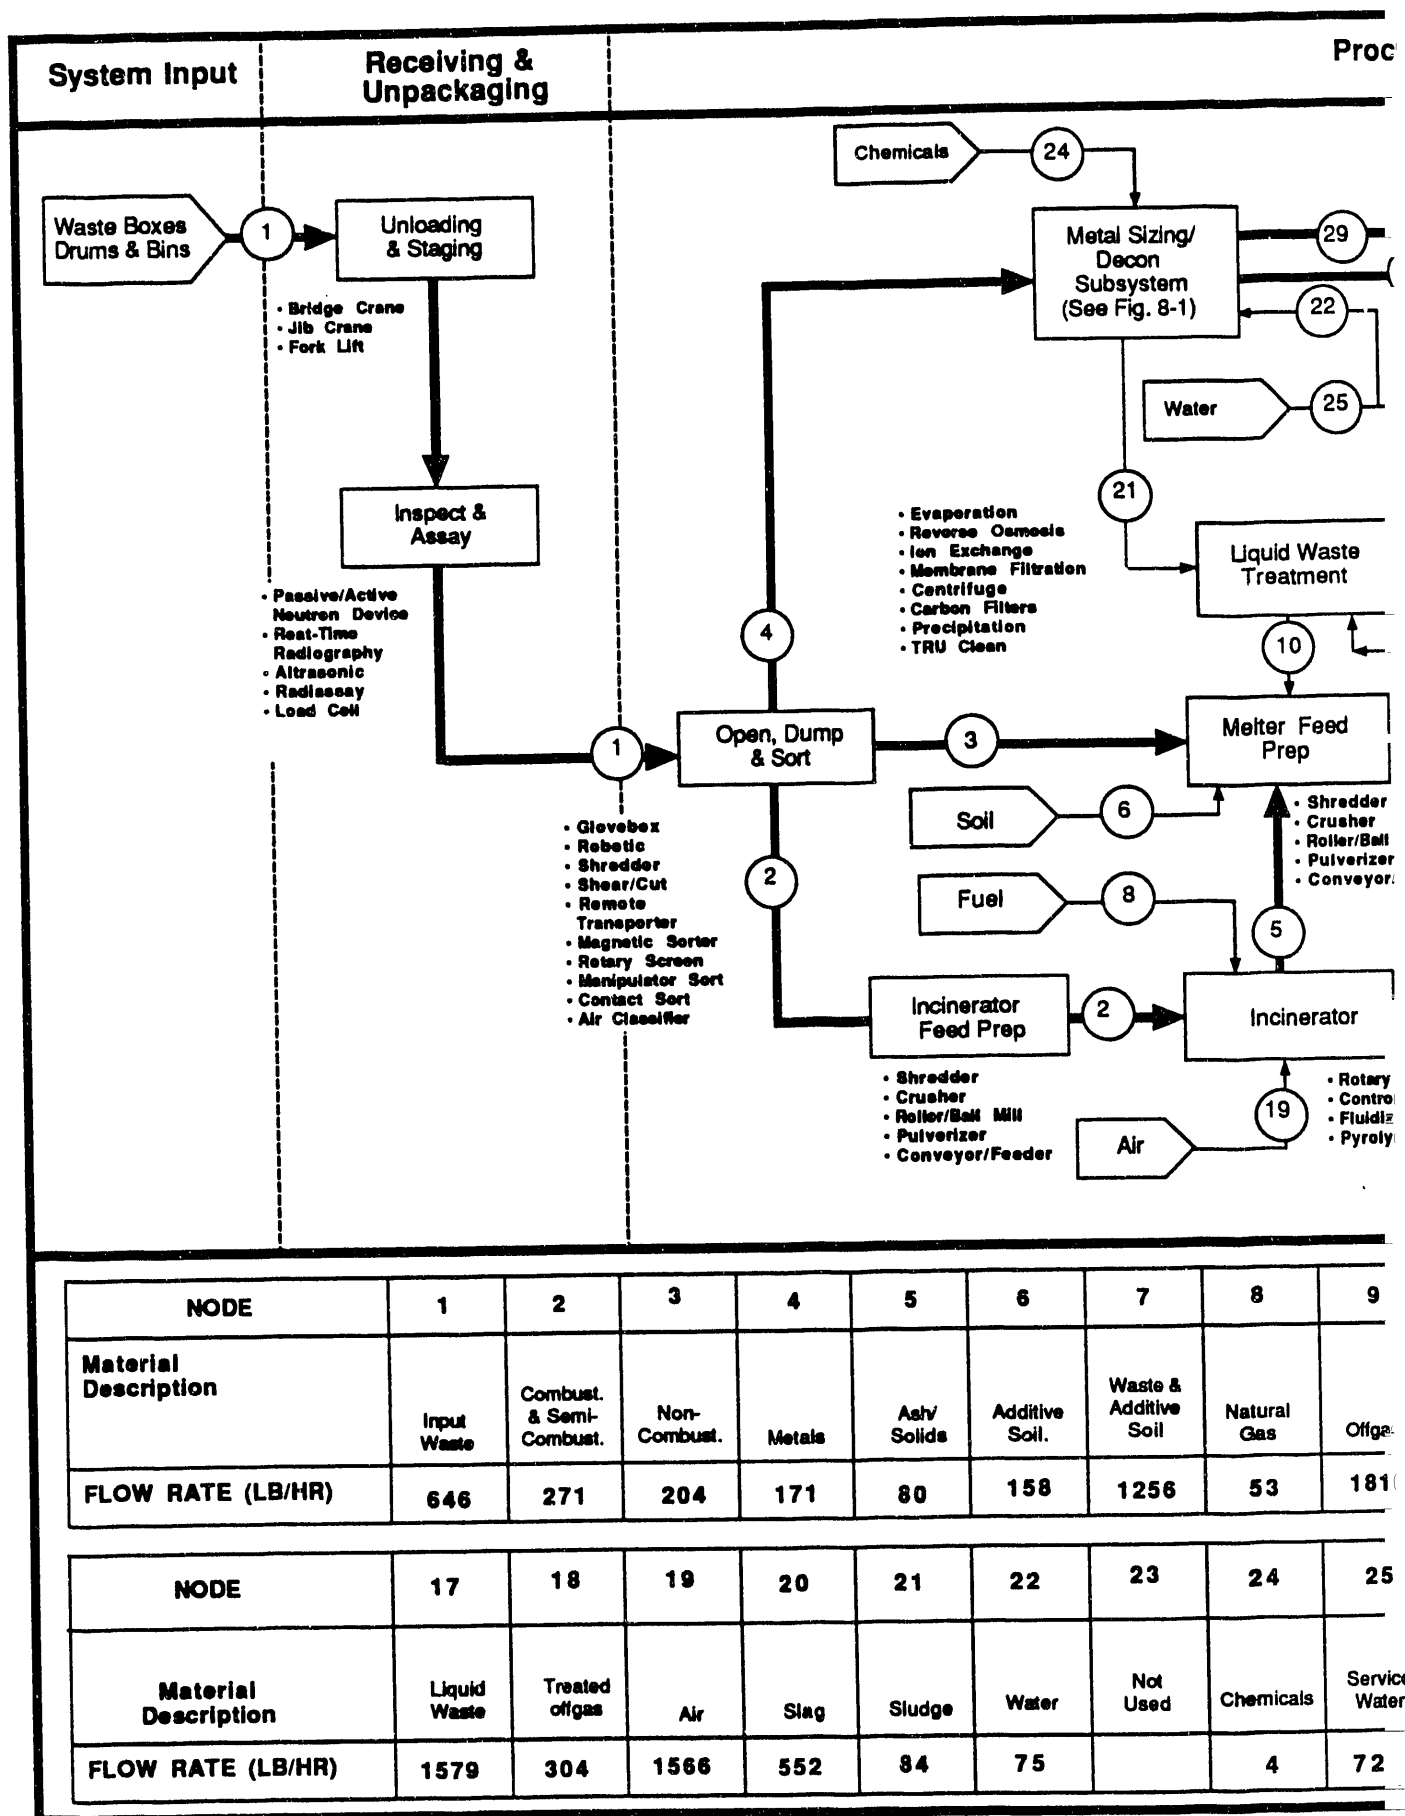 System Input
Receiving &
Unpackaging
Proc
Chemicals
24
Waste Boxes
Drums & Bins
1
Unloading
& Staging
Metal Sizing/
Decon
Subsystem
(See Fig. 8-1)
29
22
• Bridge Crane
• Jib Crane
• Fork Lift
Water
25
21
Inspect &
Assay
• Evaporation
• Reverse Osmosis
• Ion Exchange
• Membrane Filtration
• Centrifuge
• Carbon Filters
• Precipitation
• TRU Clean
Liquid Waste
Treatment
• Passive/Active
Neutron Device
• Real-Time
Radiography
• Altrasonic
• Radiassay
• Load Cell
4
10
1
Open, Dump
& Sort
3
Melter Feed
Prep
Soil
6
• Shredder
• Crusher
• Roller/Ball
• Pulverizer
• Conveyor
• Glovebox
• Robotic
• Shredder
• Shear/Cut
• Remote
Transporter
• Magnetic Sorter
• Rotary Screen
• Manipulator Sort
• Contact Sort
• Air Classifier
2
Fuel
8
5
Incinerator
Feed Prep
2
Incinerator
• Shredder
• Crusher
• Roller/Ball Mill
• Pulverizer
• Conveyor/Feeder
Air
19
• Rotary
• Contro
• Fluidiz
• Pyroly
NODE 1 2 3 4 5 6 7 8 9
Material
Description
Input
Waste
Combust.
& Semi-
Combust.
Non-
Combust.
Metals
Ash/
Solids
Additive
Soil.
Waste &
Additive
Soil
Natural
Gas
Offga
FLOW RATE (LB/HR) 646 271 204 171 80 158 1256 53 181
NODE 17 18 19 20 21 22 23 24 25
Material
Description
Liquid
Waste
Treated
offgas
Air
Slag
Sludge
Water
Not
Used
Chemicals
Service
Water
FLOW RATE (LB/HR) 1579 304 1566 552 84 75 4 72